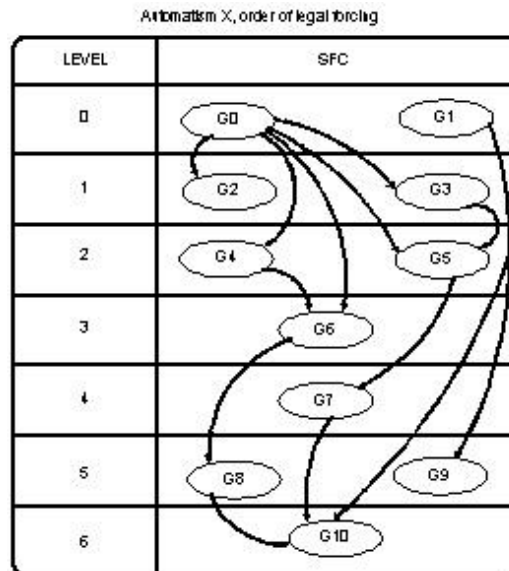 Automatism X, order of legal forcing
LEVEL SFC
0 G0 G1
1 G2 G3
2 G4 G5
3 G6
4 G7
5 G8 G9
6 G10